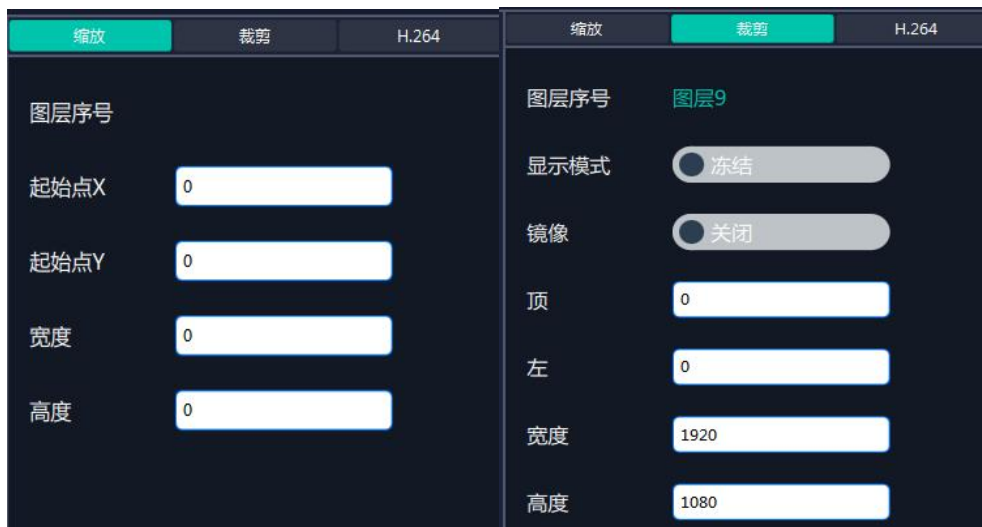 缩放 裁剪 H.264
图层序号
起始点X 0
起始点Y 0
宽度 0
高度 0
缩放 裁剪 H.264
图层序号 图层9
显示模式 冻结
镜像 关闭
顶 0
左 0
宽度 1920
高度 1080